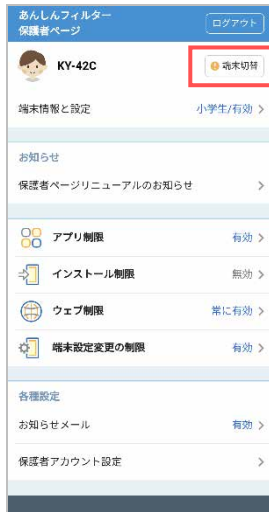 あんしんフィルター
保護者ページ
ログアウト
KY-42C
端末切替
端末情報と設定
小学生/有効
お知らせ
保護者ページリニューアルのお知らせ
アプリ制限
有効
インストール制限
無効
ウェブ制限
常に有効
端末設定変更の制限
有効
各種設定
お知らせメール
有効
保護者アカウント設定